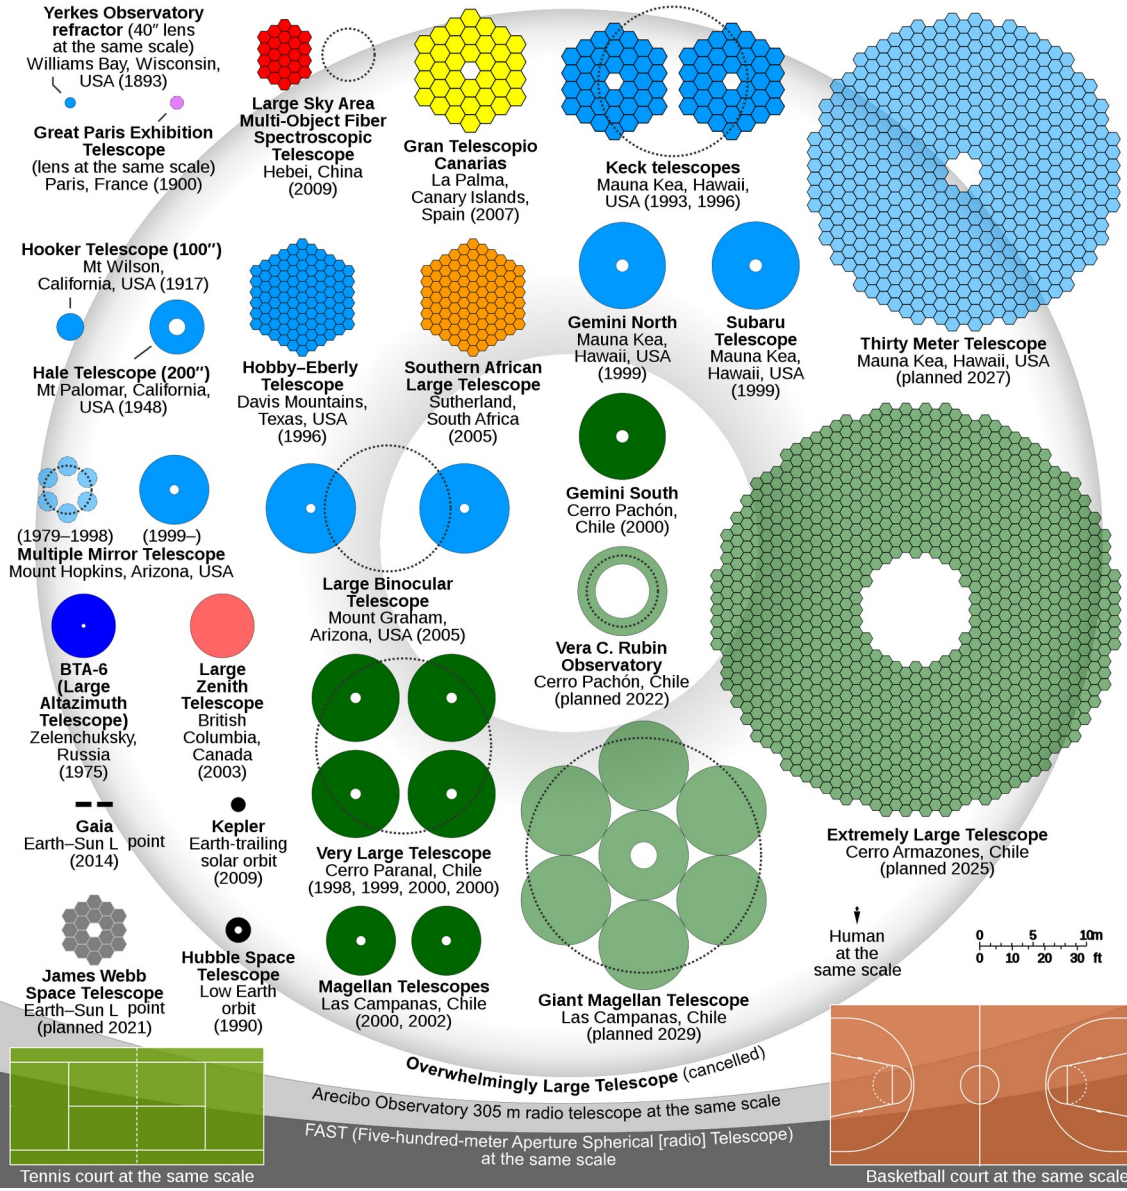 Yerkes Observatory
refractor (40″ lens
at the same scale)
Williams Bay, Wisconsin,
USA (1893)
Great Paris Exhibition
Telescope
(lens at the same scale)
Paris, France (1900)
Large Sky Area
Multi-Object Fiber
Spectroscopic
Telescope
Hebei, China
(2009)
Gran Telescopio
Canarias
La Palma,
Canary Islands,
Spain (2007)
Keck telescopes
Mauna Kea, Hawaii,
USA (1993, 1996)
Thirty Meter Telescope
Mauna Kea, Hawaii, USA
(planned 2027)
Hooker Telescope (100″)
Mt Wilson,
California, USA (1917)
Hale Telescope (200″)
Mt Palomar, California,
USA (1948)
Hobby–Eberly
Telescope
Davis Mountains,
Texas, USA
(1996)
Southern African
Large Telescope
Sutherland,
South Africa
(2005)
Gemini North
Mauna Kea,
Hawaii, USA
(1999)
Subaru
Telescope
Mauna Kea,
Hawaii, USA
(1999)
Gemini South
Cerro Pachón,
Chile (2000)
(1979–1998)
(1999–)
Multiple Mirror Telescope
Mount Hopkins, Arizona, USA
Large Binocular
Telescope
Mount Graham,
Arizona, USA (2005)
Vera C. Rubin
Observatory
Cerro Pachón, Chile
(planned 2022)
BTA-6
(Large
Altazimuth
Telescope)
Zelenchuksky,
Russia
(1975)
Large
Zenith
Telescope
British
Columbia,
Canada
(2003)
Gaia
Earth–Sun L point
(2014)
Kepler
Earth-trailing
solar orbit
(2009)
Very Large Telescope
Cerro Paranal, Chile
(1998, 1999, 2000, 2000)
Extremely Large Telescope
Cerro Armazones, Chile
(planned 2025)
James Webb
Space Telescope
Earth–Sun L point
(planned 2021)
Hubble Space
Telescope
Low Earth
orbit
(1990)
Magellan Telescopes
Las Campanas, Chile
(2000, 2002)
Giant Magellan Telescope
Las Campanas, Chile
(planned 2029)
Human
at the
same scale
0 5 10m
0 10 20 30 ft
Overwhelmingly Large Telescope (cancelled)
Arecibo Observatory 305 m radio telescope at the same scale
FAST (Five-hundred-meter Aperture Spherical [radio] Telescope)
at the same scale
Tennis court at the same scale
Basketball court at the same scale